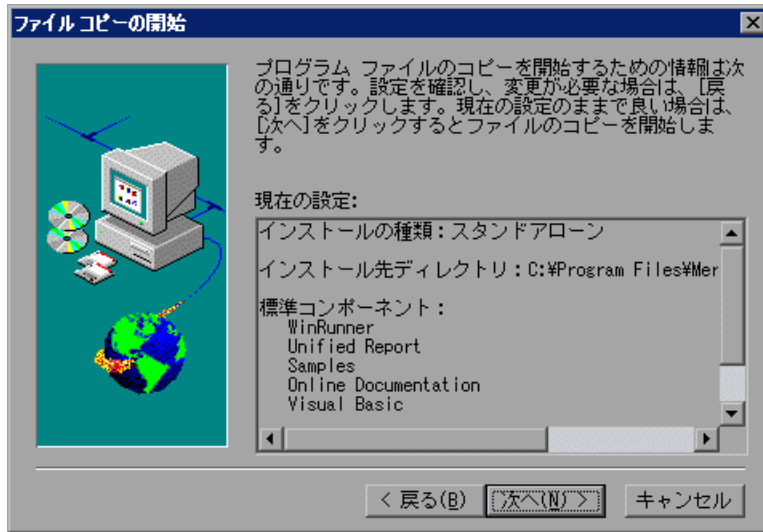 ファイル コピーの開始
プログラム ファイルのコピーを開始するための情報は次
の通りです。設定を確認し、変更が必要な場合は、[戻
る]をクリックします。現在の設定のままで良い場合は、
[次へ]をクリックするとファイルのコピーを開始しま
す。
現在の設定:
インストールの種類：スタンドアローン
インストール先ディレクトリ：C:¥Program Files¥Mer
標準コンポーネント：
WinRunner
Unified Report
Samples
Online Documentation
Visual Basic
< 戻る(B)
次へ(N) >
キャンセル